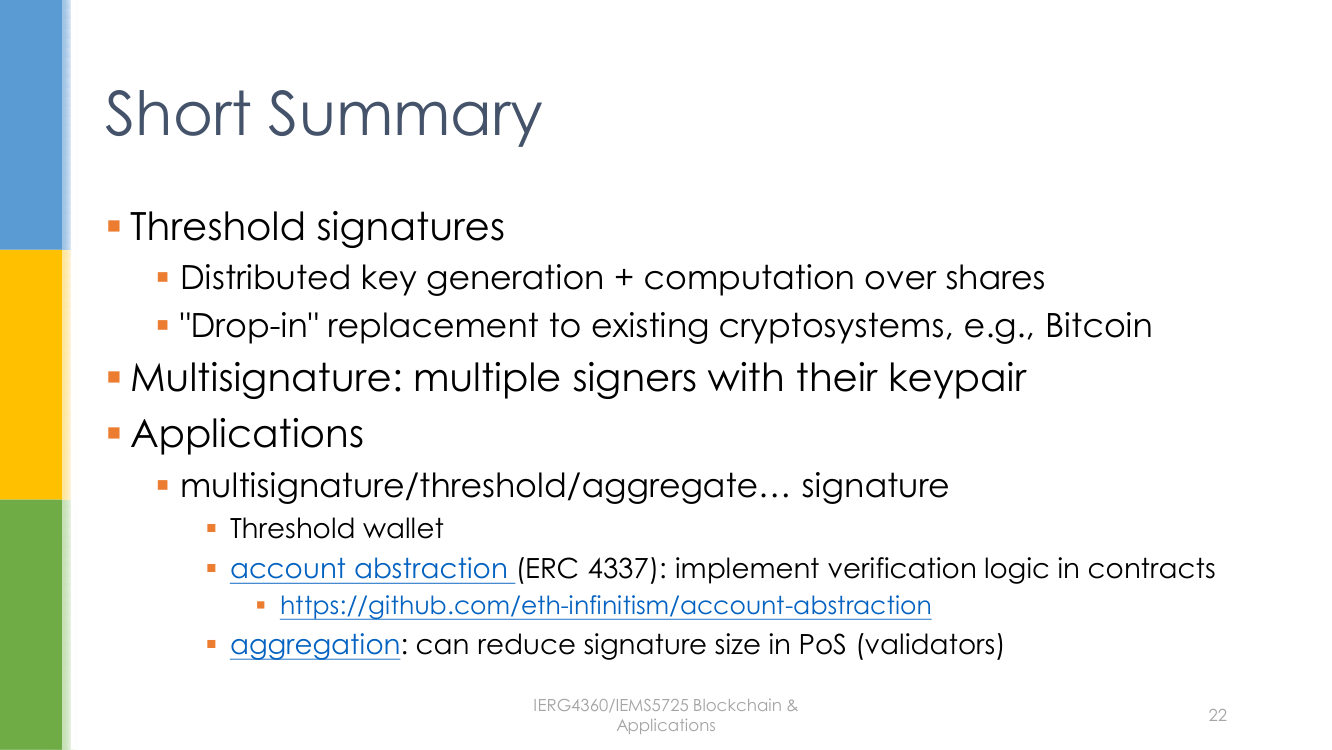 Short Summary
Threshold signatures
Distributed key generation + computation over shares
"Drop-in" replacement to existing cryptosystems, e.g., Bitcoin
Multisignature: multiple signers with their keypair
Applications
multisignature/threshold/aggregate… signature
Threshold wallet
account abstraction (ERC 4337): implement verification logic in contracts
https://github.com/eth-infinitism/account-abstraction
aggregation: can reduce signature size in PoS (validators)
IERG4360/IEMS5725 Blockchain &
Applications
22